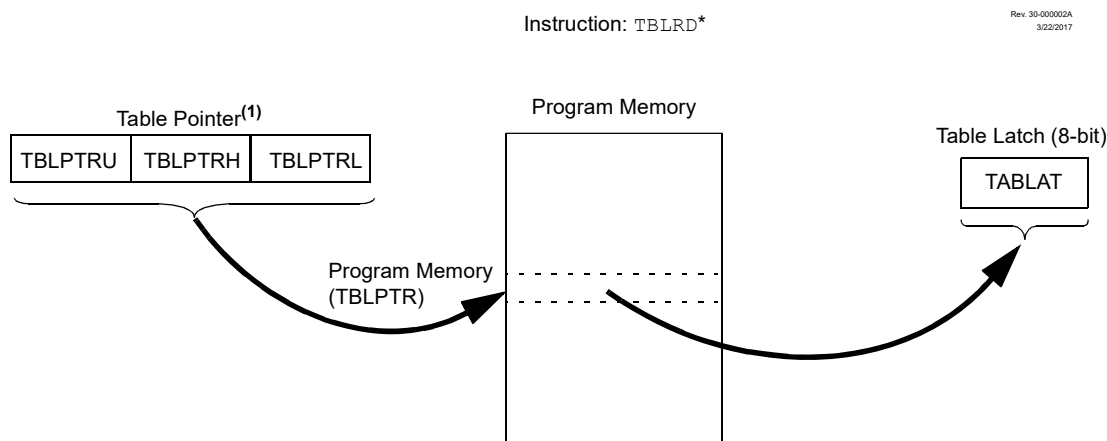 Instruction: TBLRD*
Rev. 30-000002A
3/22/2017
Table Pointer(1)
Program Memory
Table Latch (8-bit)
TBLPTRU TBLPTRH TBLPTRL
TABLAT
Program Memory
(TBLPTR)